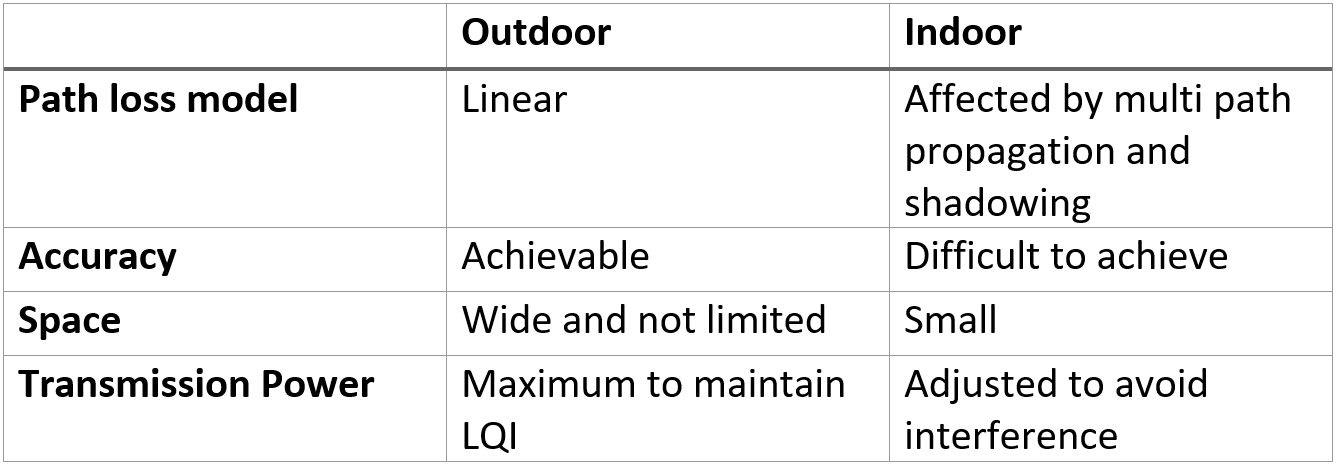 Outdoor Indoor
Path loss model Linear Affected by multi path
propagation and
shadowing
Accuracy Achievable Difficult to achieve
Space Wide and not limited Small
Transmission Power Maximum to maintain Adjusted to avoid
LQI interference